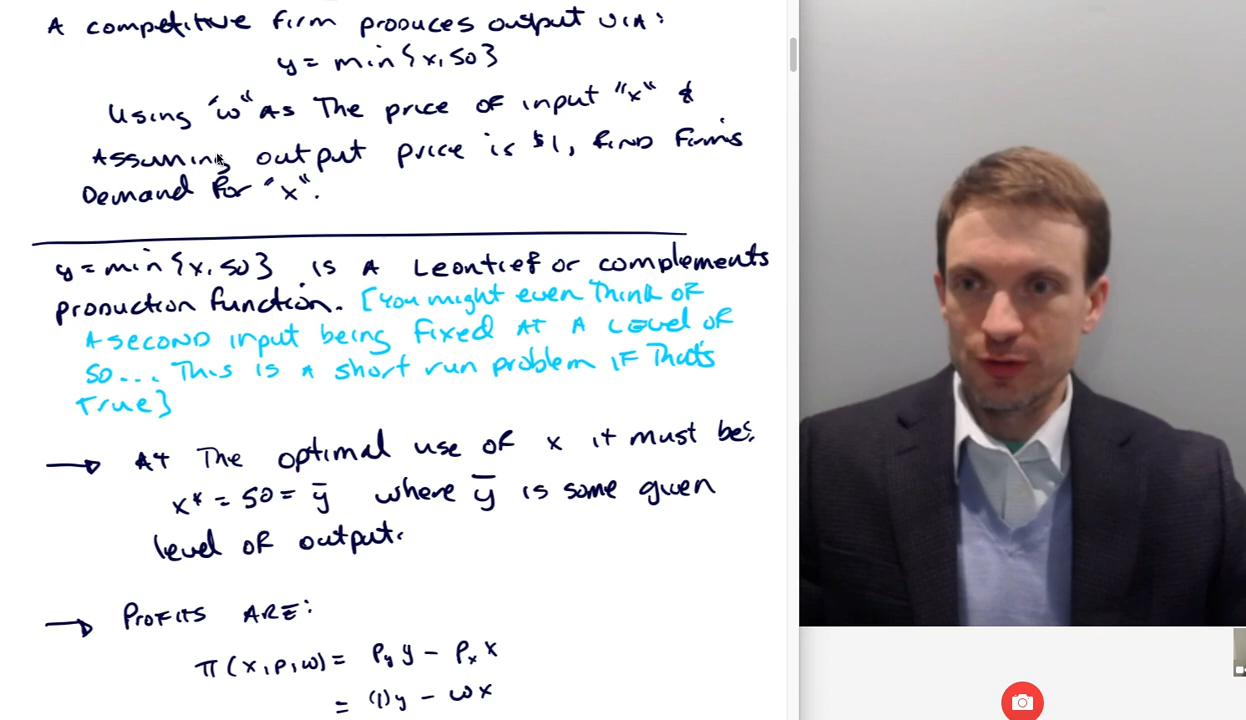 A competitive firm produces output via:
y = min{x, 50}
Using "w" as the price of input "x" &
Assuming output price is $1, find firm's
Demand for "x".
y = min{x, 50} is a Leontief or complements
production function. [You might even think of
a second input being fixed at a level of
50... This is a short run problem if that's
true]
→ At the optimal use of x it must be:
x* = 50 = ȳ where ȳ is some given
level of output.
→ Profits are:
π(x, p, w) = P_y y - P_x x
= (1)y - wx